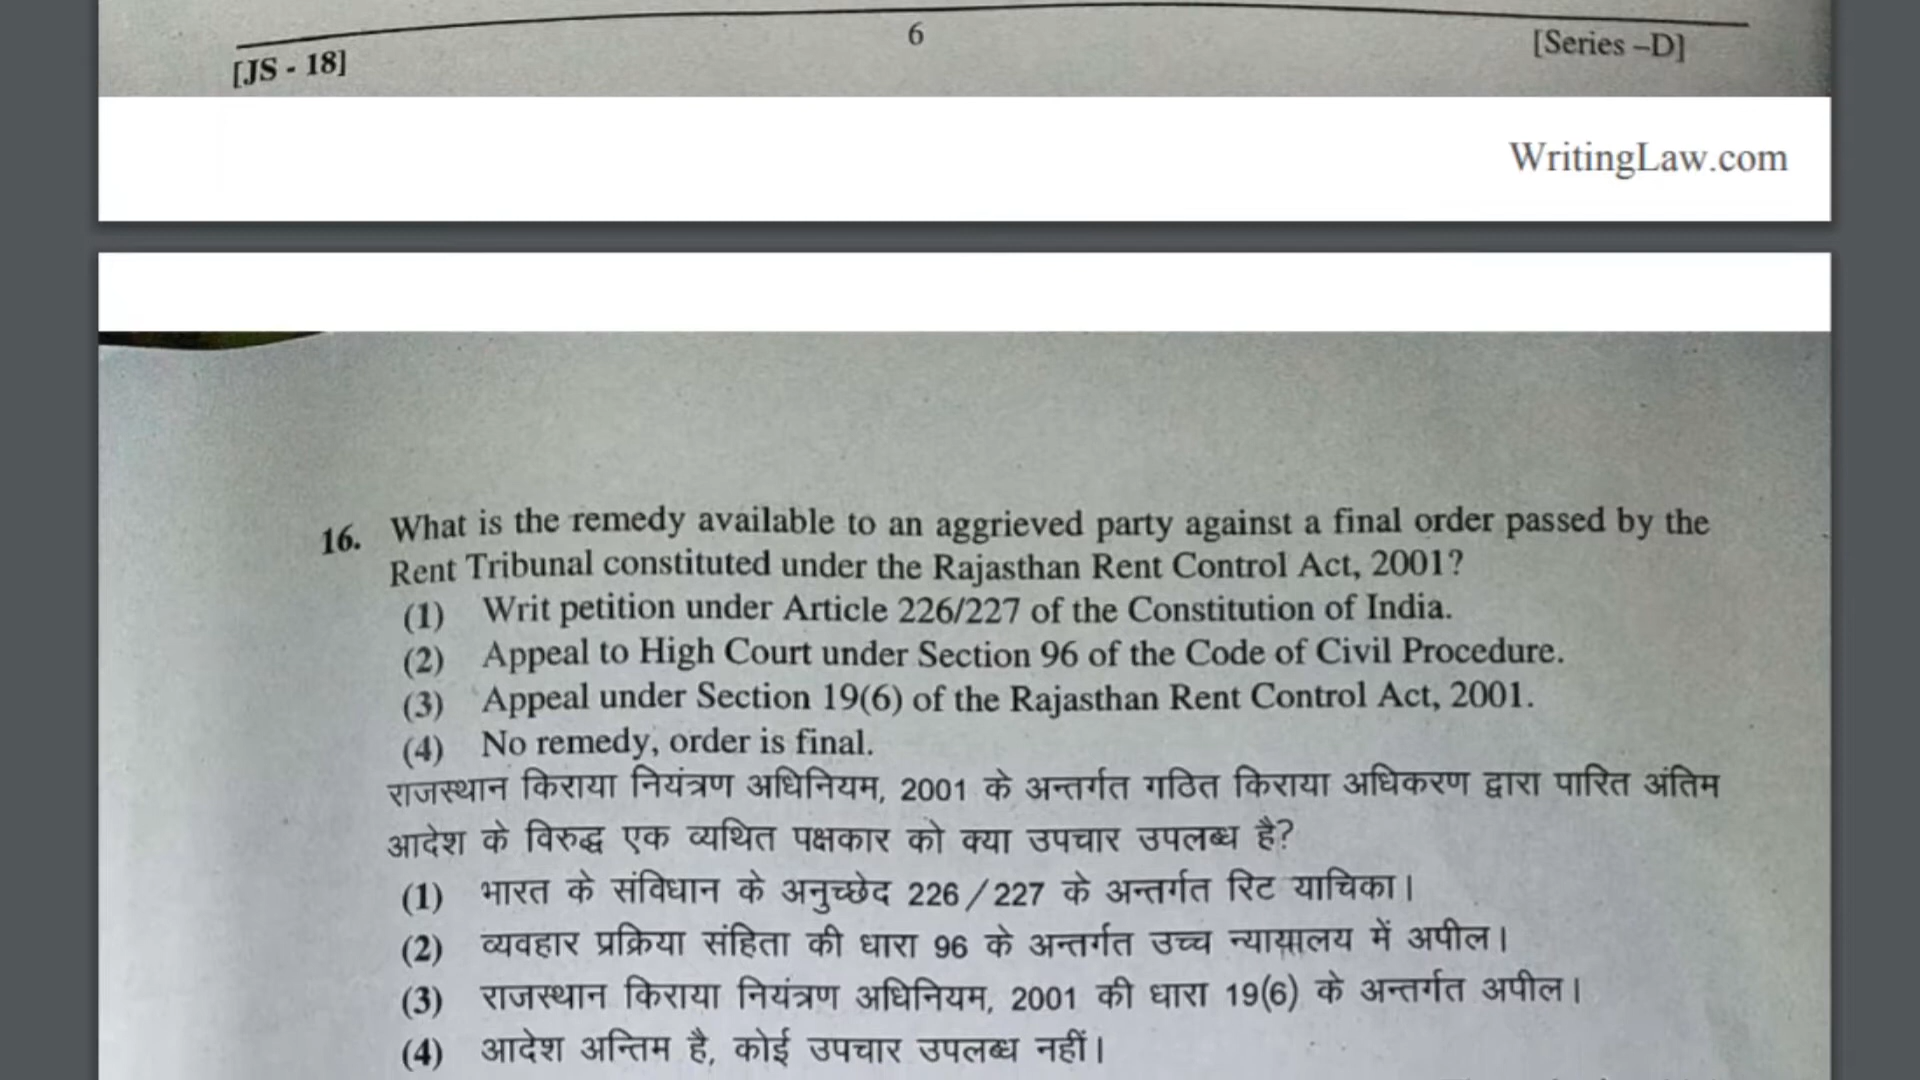 6
[JS - 18]
[Series –D]
WritingLaw.com
16. What is the remedy available to an aggrieved party against a final order passed by the
Rent Tribunal constituted under the Rajasthan Rent Control Act, 2001?
(1) Writ petition under Article 226/227 of the Constitution of India.
(2) Appeal to High Court under Section 96 of the Code of Civil Procedure.
(3) Appeal under Section 19(6) of the Rajasthan Rent Control Act, 2001.
(4) No remedy, order is final.
राजस्थान किराया नियंत्रण अधिनियम, 2001 के अन्तर्गत गठित किराया अधिकरण द्वारा पारित अंतिम
आदेश के विरुद्ध एक व्यथित पक्षकार को क्या उपचार उपलब्ध है?
(1) भारत के संविधान के अनुच्छेद 226/227 के अन्तर्गत रिट याचिका।
(2) व्यवहार प्रक्रिया संहिता की धारा 96 के अन्तर्गत उच्च न्यायालय में अपील।
(3) राजस्थान किराया नियंत्रण अधिनियम, 2001 की धारा 19(6) के अन्तर्गत अपील।
(4) आदेश अन्तिम है, कोई उपचार उपलब्ध नहीं।